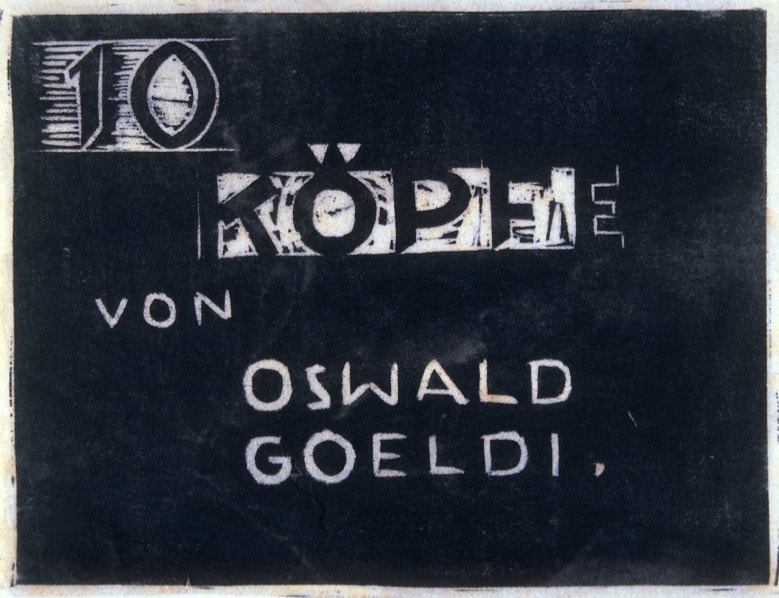 10
KÖPFE
VON
OSWALD
GOELDI.